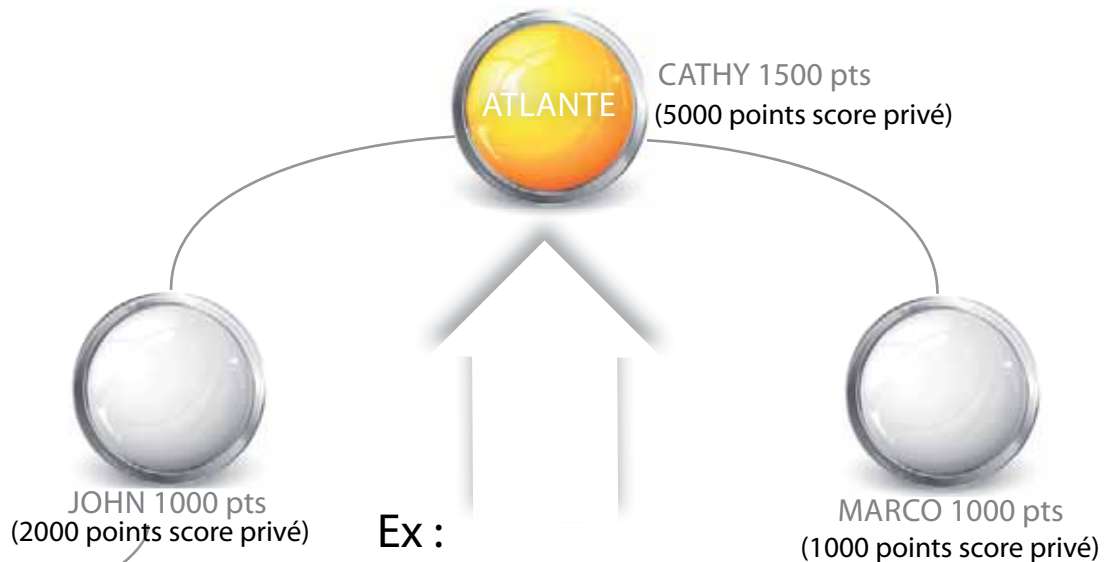 ATLANTE
CATHY 1500 pts
(5000 points score privé)
JOHN 1000 pts
(2000 points score privé)
Ex :
MARCO 1000 pts
(1000 points score privé)